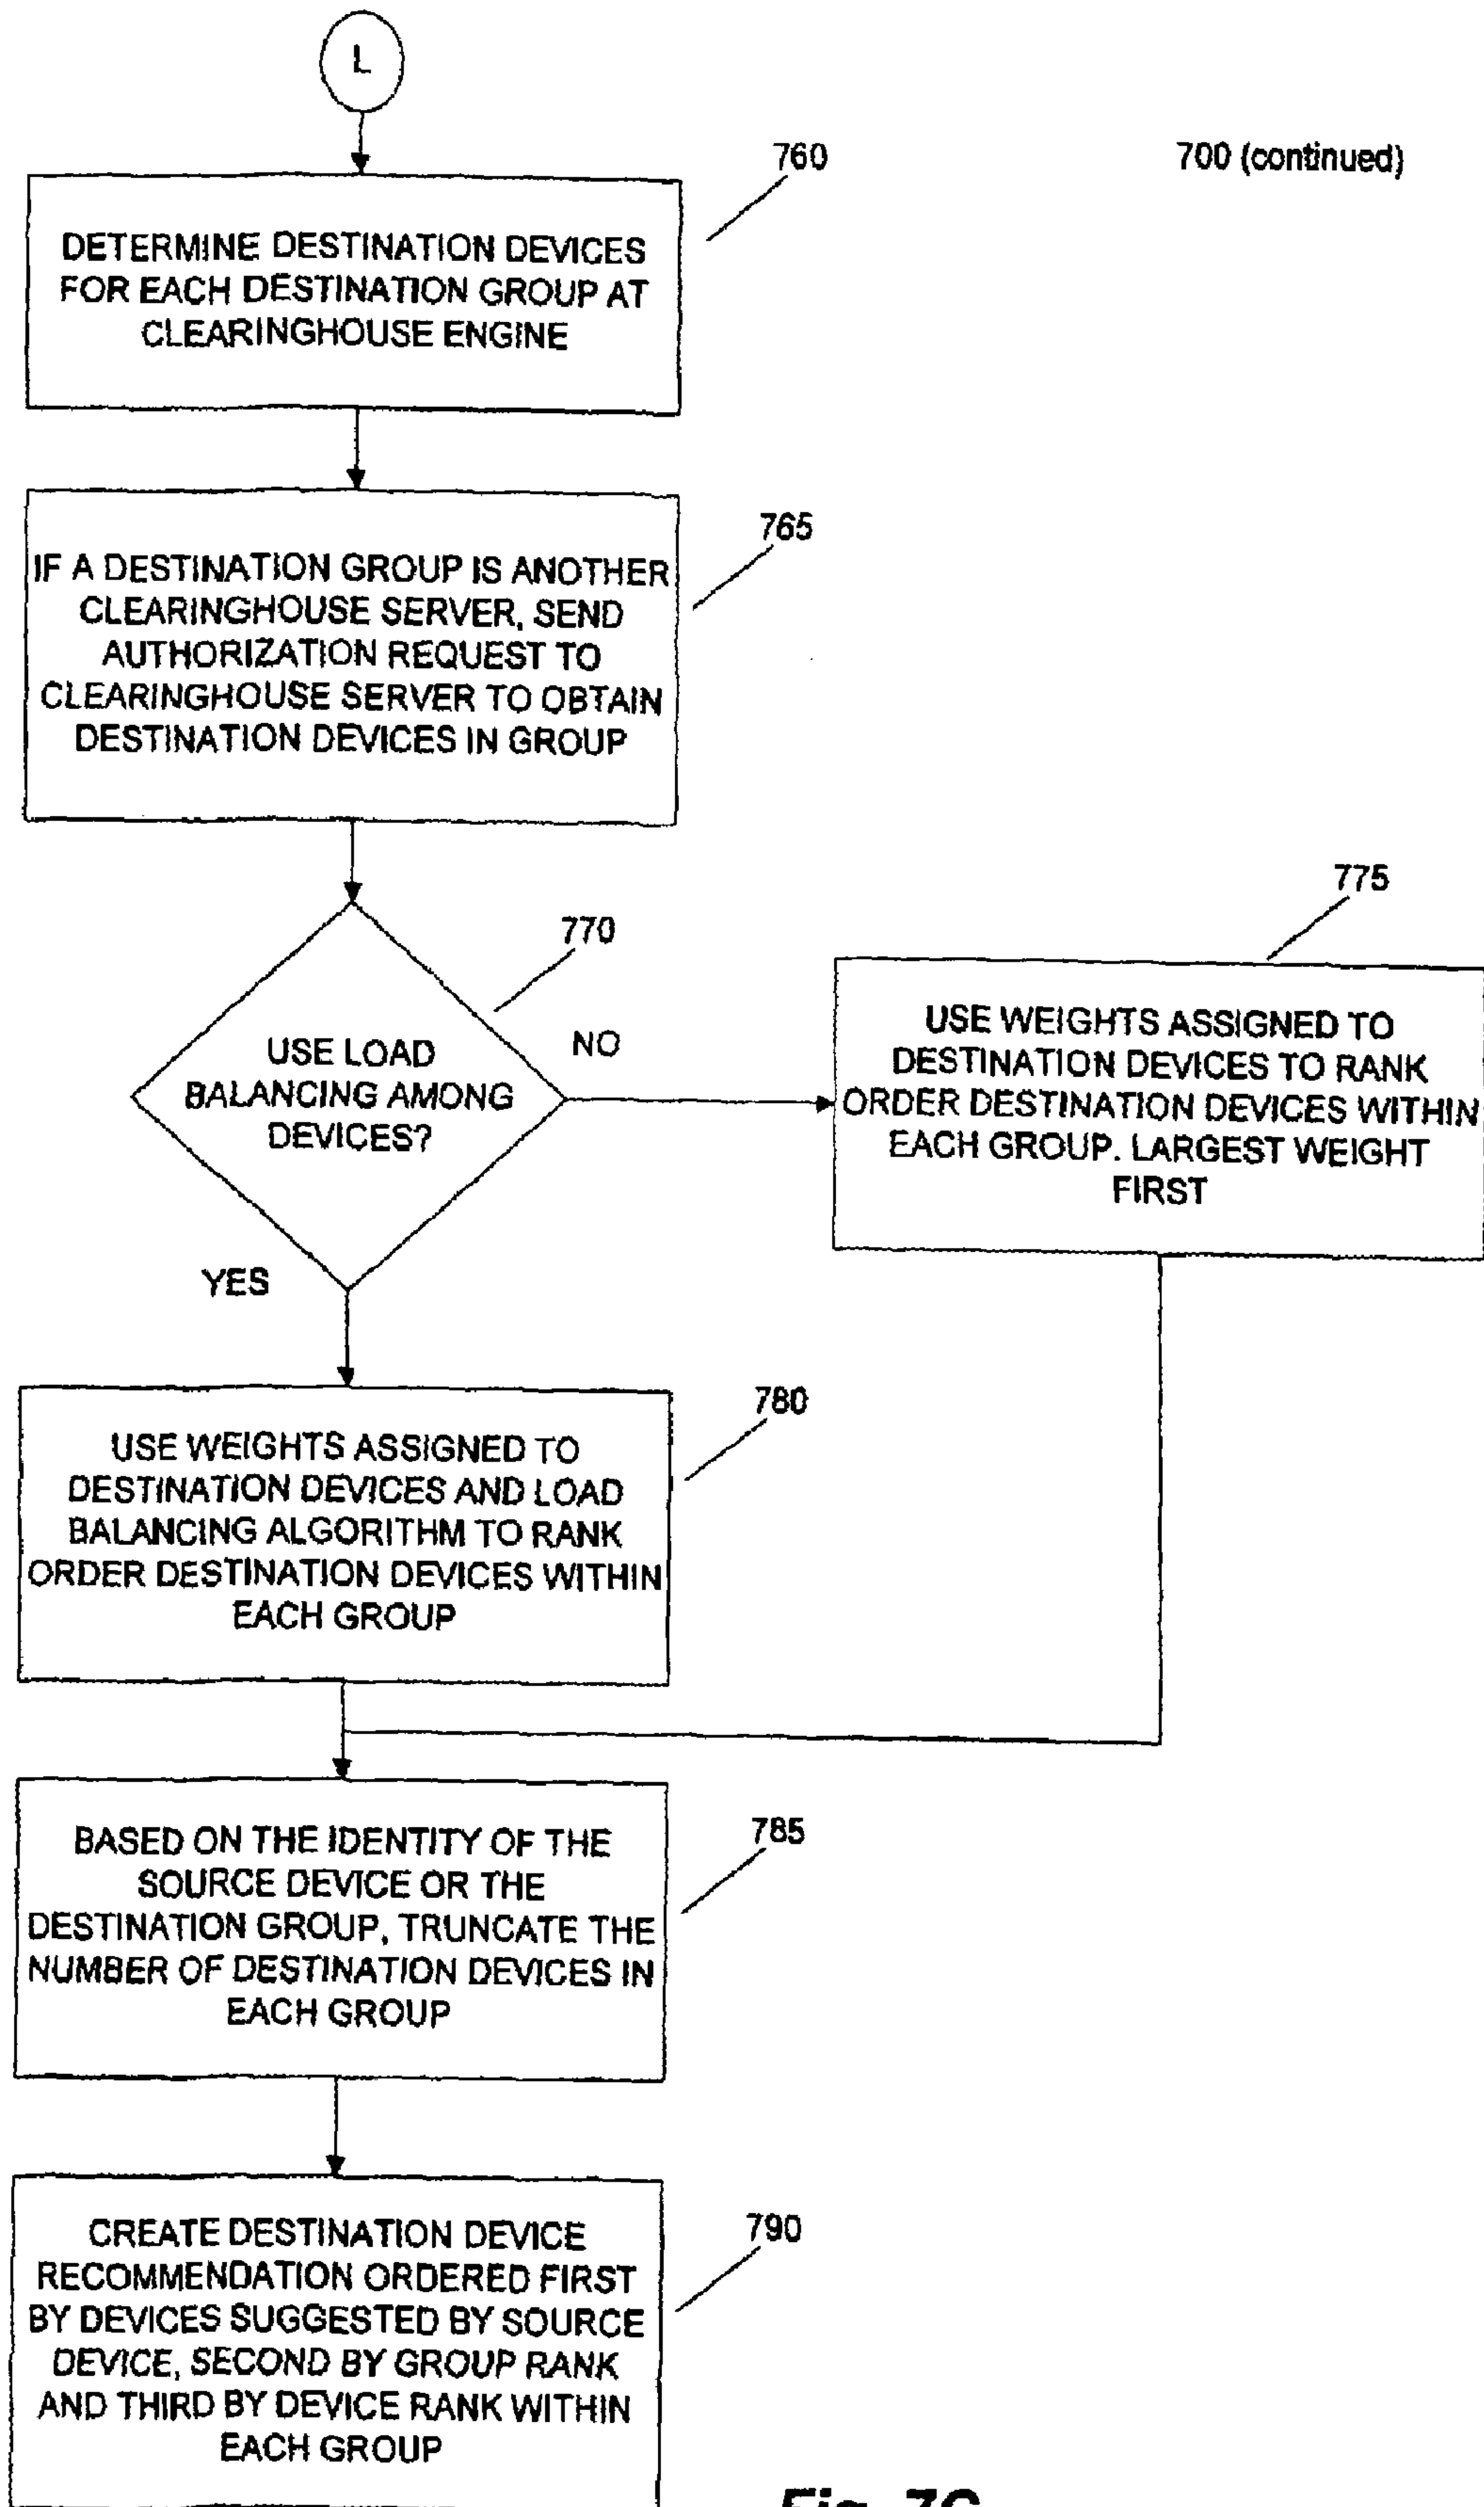 L
760
700 (continued)
DETERMINE DESTINATION DEVICES
FOR EACH DESTINATION GROUP AT
CLEARINGHOUSE ENGINE
765
IF A DESTINATION GROUP IS ANOTHER
CLEARINGHOUSE SERVER, SEND
AUTHORIZATION REQUEST TO
CLEARINGHOUSE SERVER TO OBTAIN
DESTINATION DEVICES IN GROUP
770
USE LOAD
BALANCING AMONG
DEVICES?
NO
YES
775
USE WEIGHTS ASSIGNED TO
DESTINATION DEVICES TO RANK
ORDER DESTINATION DEVICES WITHIN
EACH GROUP. LARGEST WEIGHT
FIRST
780
USE WEIGHTS ASSIGNED TO
DESTINATION DEVICES AND LOAD
BALANCING ALGORITHM TO RANK
ORDER DESTINATION DEVICES WITHIN
EACH GROUP
785
BASED ON THE IDENTITY OF THE
SOURCE DEVICE OR THE
DESTINATION GROUP, TRUNCATE THE
NUMBER OF DESTINATION DEVICES IN
EACH GROUP
790
CREATE DESTINATION DEVICE
RECOMMENDATION ORDERED FIRST
BY DEVICES SUGGESTED BY SOURCE
DEVICE, SECOND BY GROUP RANK
AND THIRD BY DEVICE RANK WITHIN
EACH GROUP